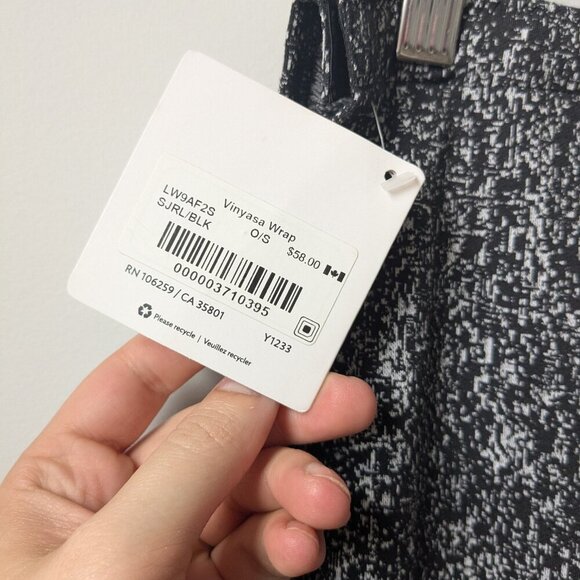 LW9AF2S Vinyasa Wrap
SJRL/BLK O/S $58.00
000003710395
RN 106259 / CA 35801
Y1233
Please recycle | Veuillez recycler